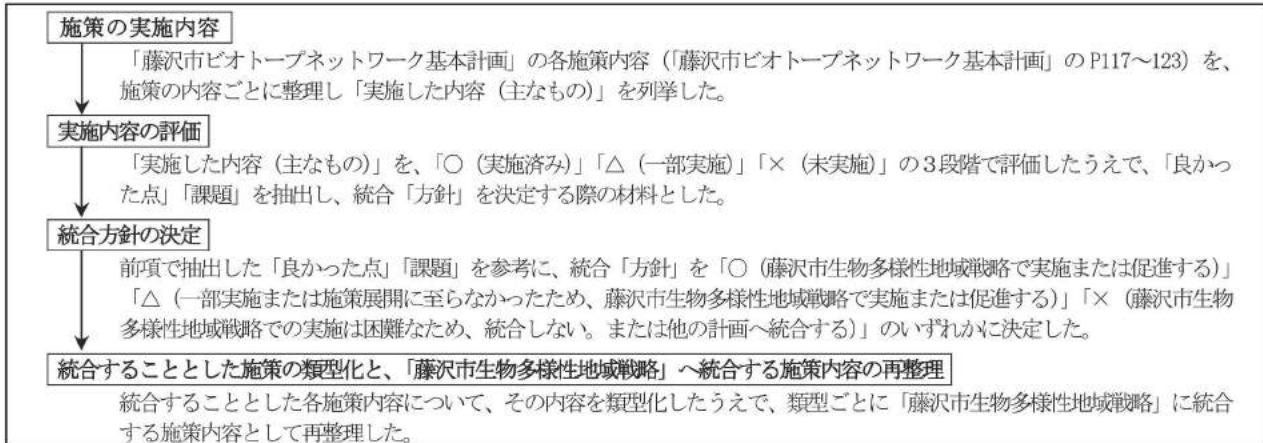 施策の実施内容
「藤沢市ビオトープネットワーク基本計画」の各施策内容（「藤沢市ビオトープネットワーク基本計画」のP117～123）を、
施策の内容ごとに整理し「実施した内容（主なもの）」を列挙した。
実施内容の評価
「実施した内容（主なもの）」を、「○（実施済み）」「△（一部実施）」「×（未実施）」の３段階で評価したうえで、「良かっ
た点」「課題」を抽出し、統合「方針」を決定する際の材料とした。
統合方針の決定
前項で抽出した「良かった点」「課題」を参考に、統合「方針」を「○（藤沢市生物多様性地域戦略で実施または促進する）」
「△（一部実施または施策展開に至らなかったため、藤沢市生物多様性地域戦略で実施または促進する）」「×（藤沢市生物
多様性地域戦略での実施は困難なため、統合しない。または他の計画へ統合する）」のいずれかに決定した。
統合することとした施策の類型化と、「藤沢市生物多様性地域戦略」へ統合する施策内容の再整理
統合することとした各施策内容について、その内容を類型化したうえで、類型ごとに「藤沢市生物多様性地域戦略」に統合
する施策内容として再整理した。